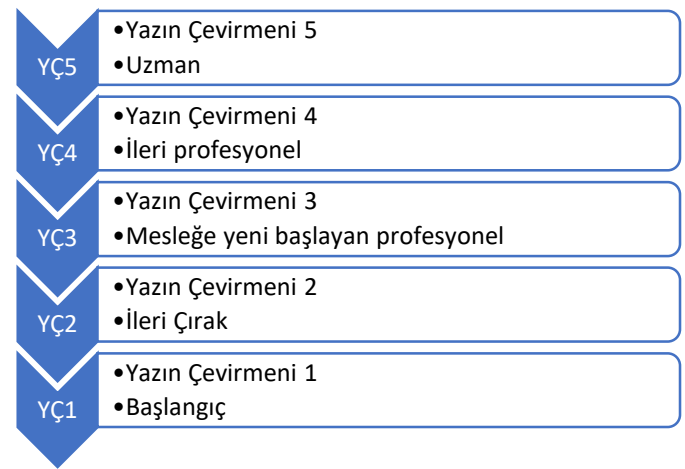 YÇ5
•Yazın Çevirmeni 5
•Uzman
YÇ4
•Yazın Çevirmeni 4
•İleri profesyonel
YÇ3
•Yazın Çevirmeni 3
•Mesleğe yeni başlayan profesyonel
YÇ2
•Yazın Çevirmeni 2
•İleri Çırak
YÇ1
•Yazın Çevirmeni 1
•Başlangıç